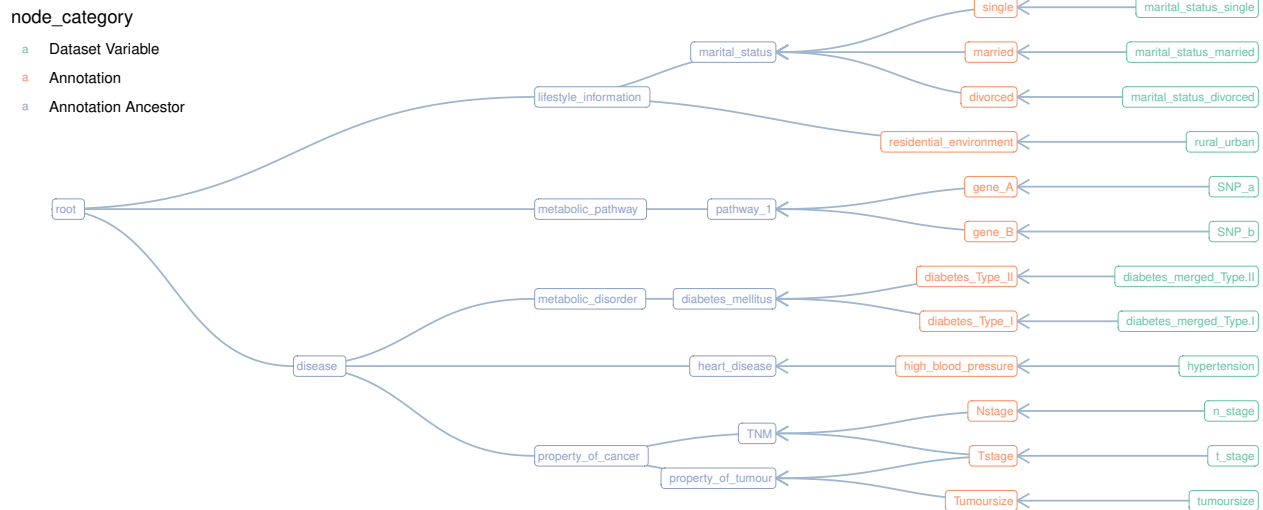 node_category
a Dataset Variable
a Annotation
a Annotation Ancestor
single marital_status_single
marital_status married marital_status_married
lifestyle_information divorced marital_status_divorced
residential_environment rural_urban
gene_A SNP_a
root metabolic_pathway pathway_1
gene_B SNP_b
diabetes_Type_II diabetes_merged_Type.II
metabolic_disorder diabetes_mellitus
diabetes_Type_I diabetes_merged_Type.I
disease heart_disease high_blood_pressure hypertension
Nstage n_stage
TNM
property_of_cancer Tstage t_stage
property_of_tumour
Tumoursize tumoursize